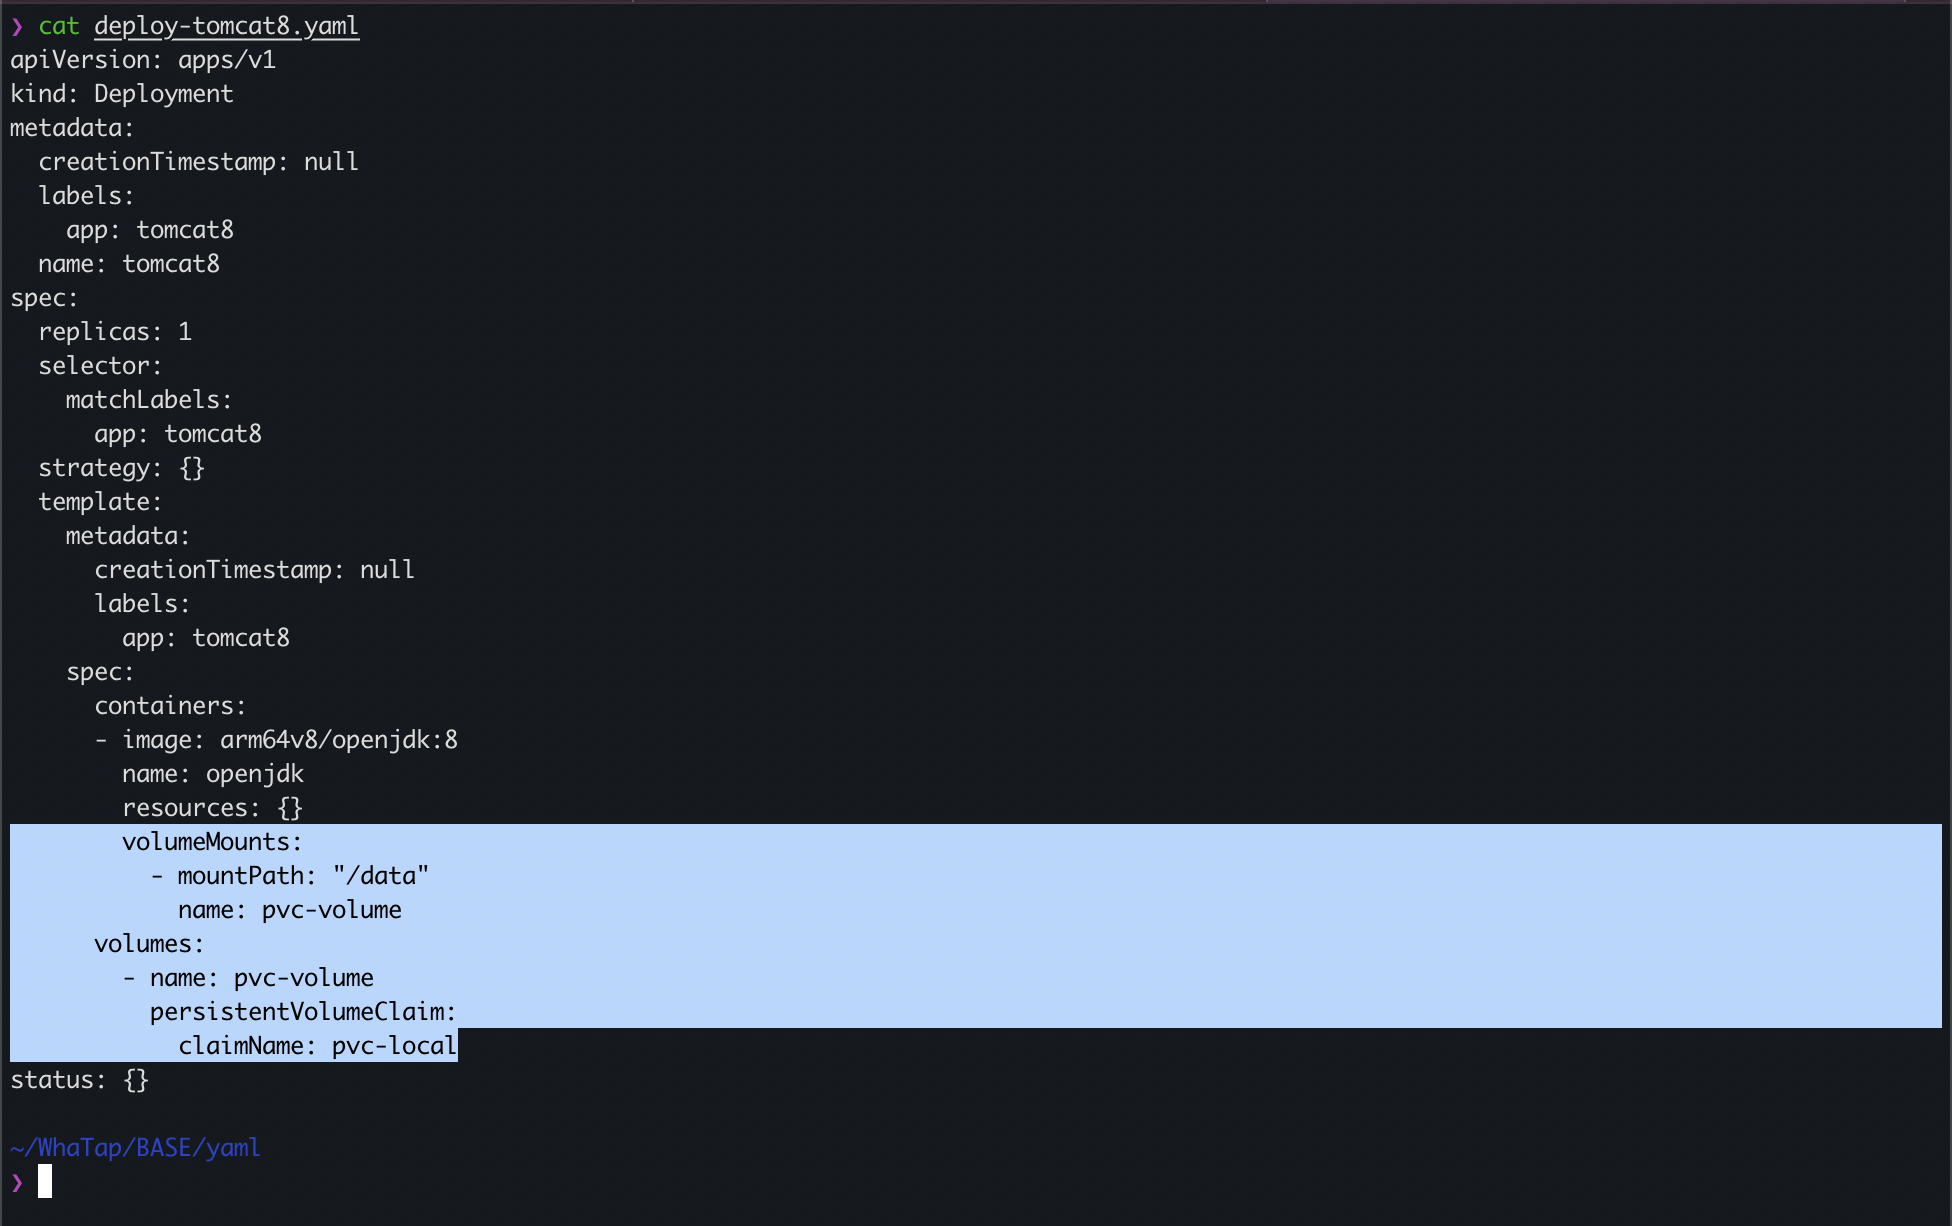 ❯ cat deploy-tomcat8.yaml
apiVersion: apps/v1
kind: Deployment
metadata:
  creationTimestamp: null
  labels:
    app: tomcat8
  name: tomcat8
spec:
  replicas: 1
  selector:
    matchLabels:
      app: tomcat8
  strategy: {}
  template:
    metadata:
      creationTimestamp: null
      labels:
        app: tomcat8
    spec:
      containers:
      - image: arm64v8/openjdk:8
        name: openjdk
        resources: {}
        volumeMounts:
          - mountPath: "/data"
            name: pvc-volume
      volumes:
        - name: pvc-volume
          persistentVolumeClaim:
            claimName: pvc-local
status: {}

~/WhaTap/BASE/yaml
❯